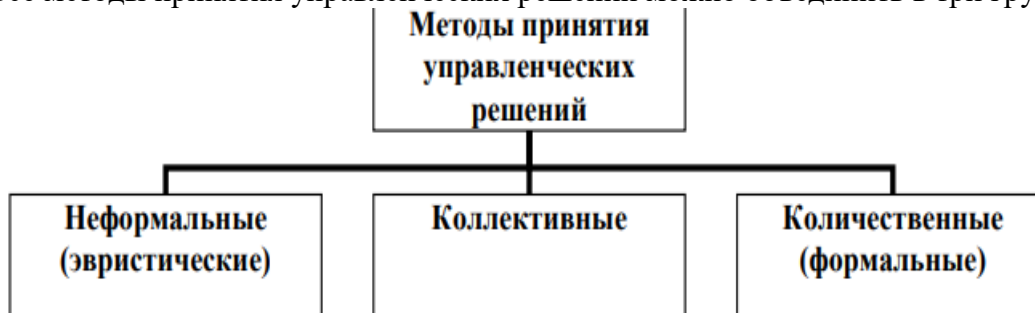 Методы принятия
управленческих
решений
Неформальные
(эвристические)
Коллективные
Количественные
(формальные)